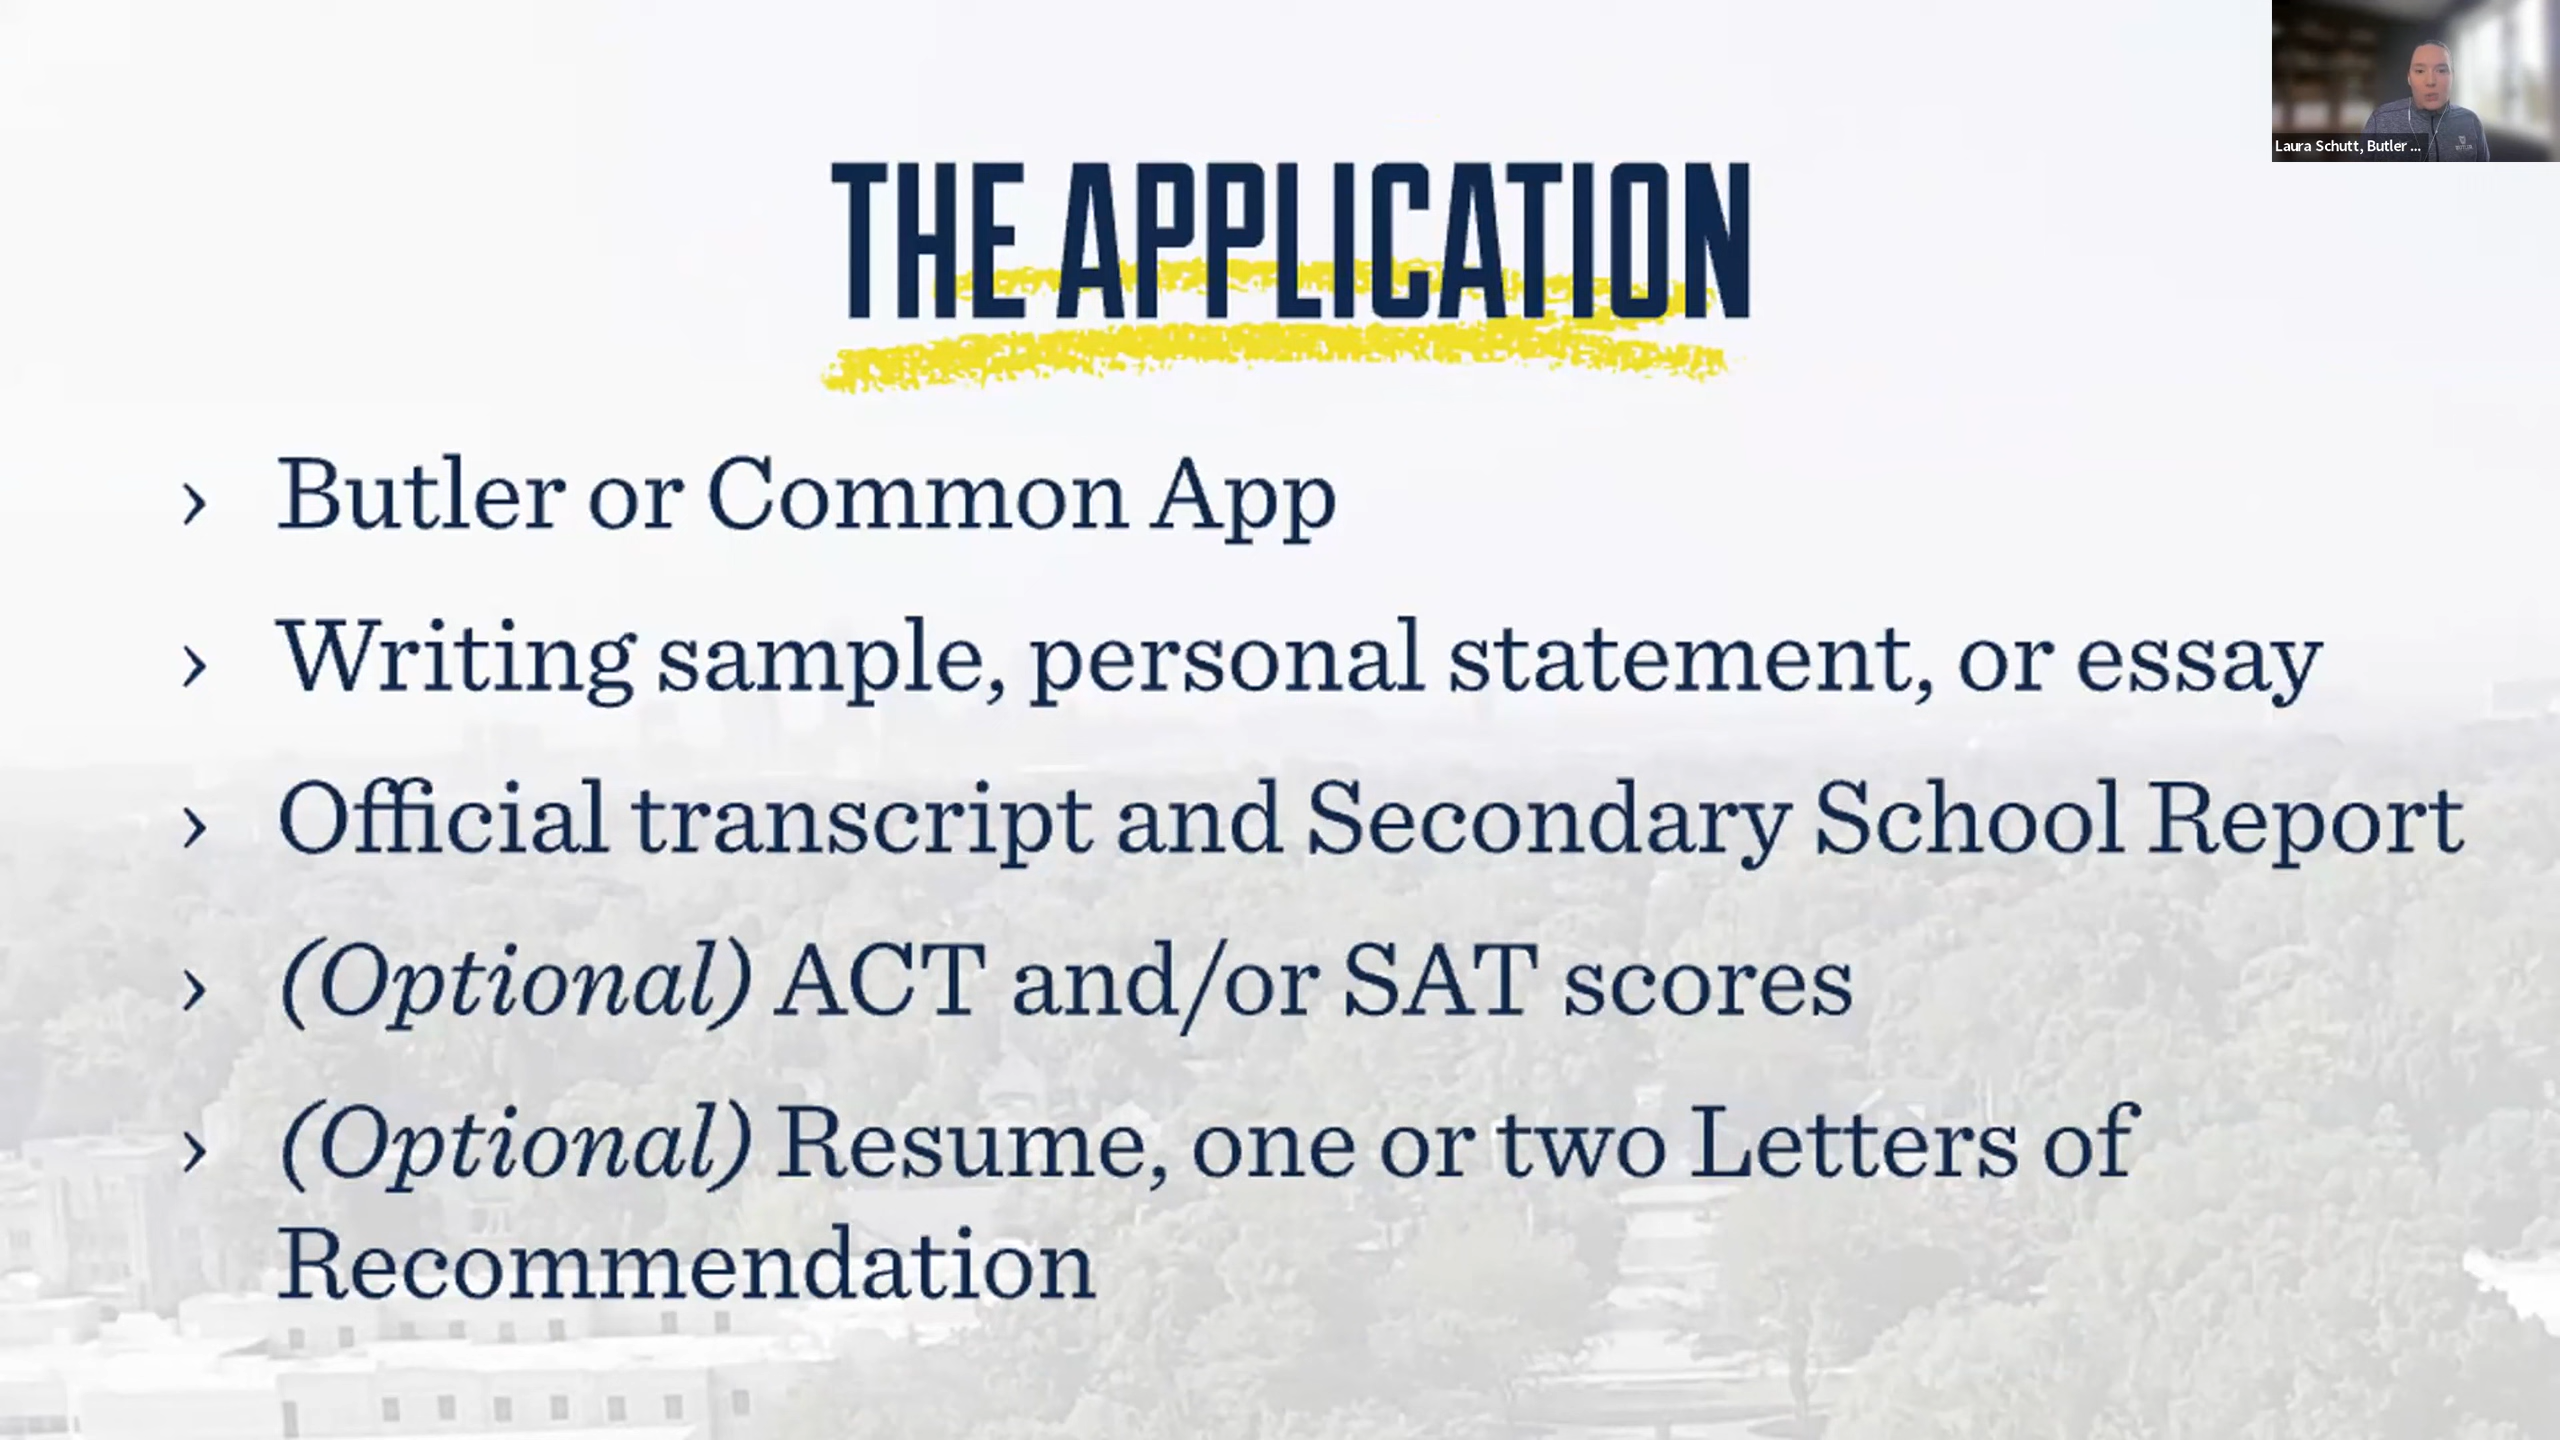 THE APPLICATION
Laura Schutt, Butler ...
› Butler or Common App
› Writing sample, personal statement, or essay
› Official transcript and Secondary School Report
› (Optional) ACT and/or SAT scores
› (Optional) Resume, one or two Letters of
Recommendation